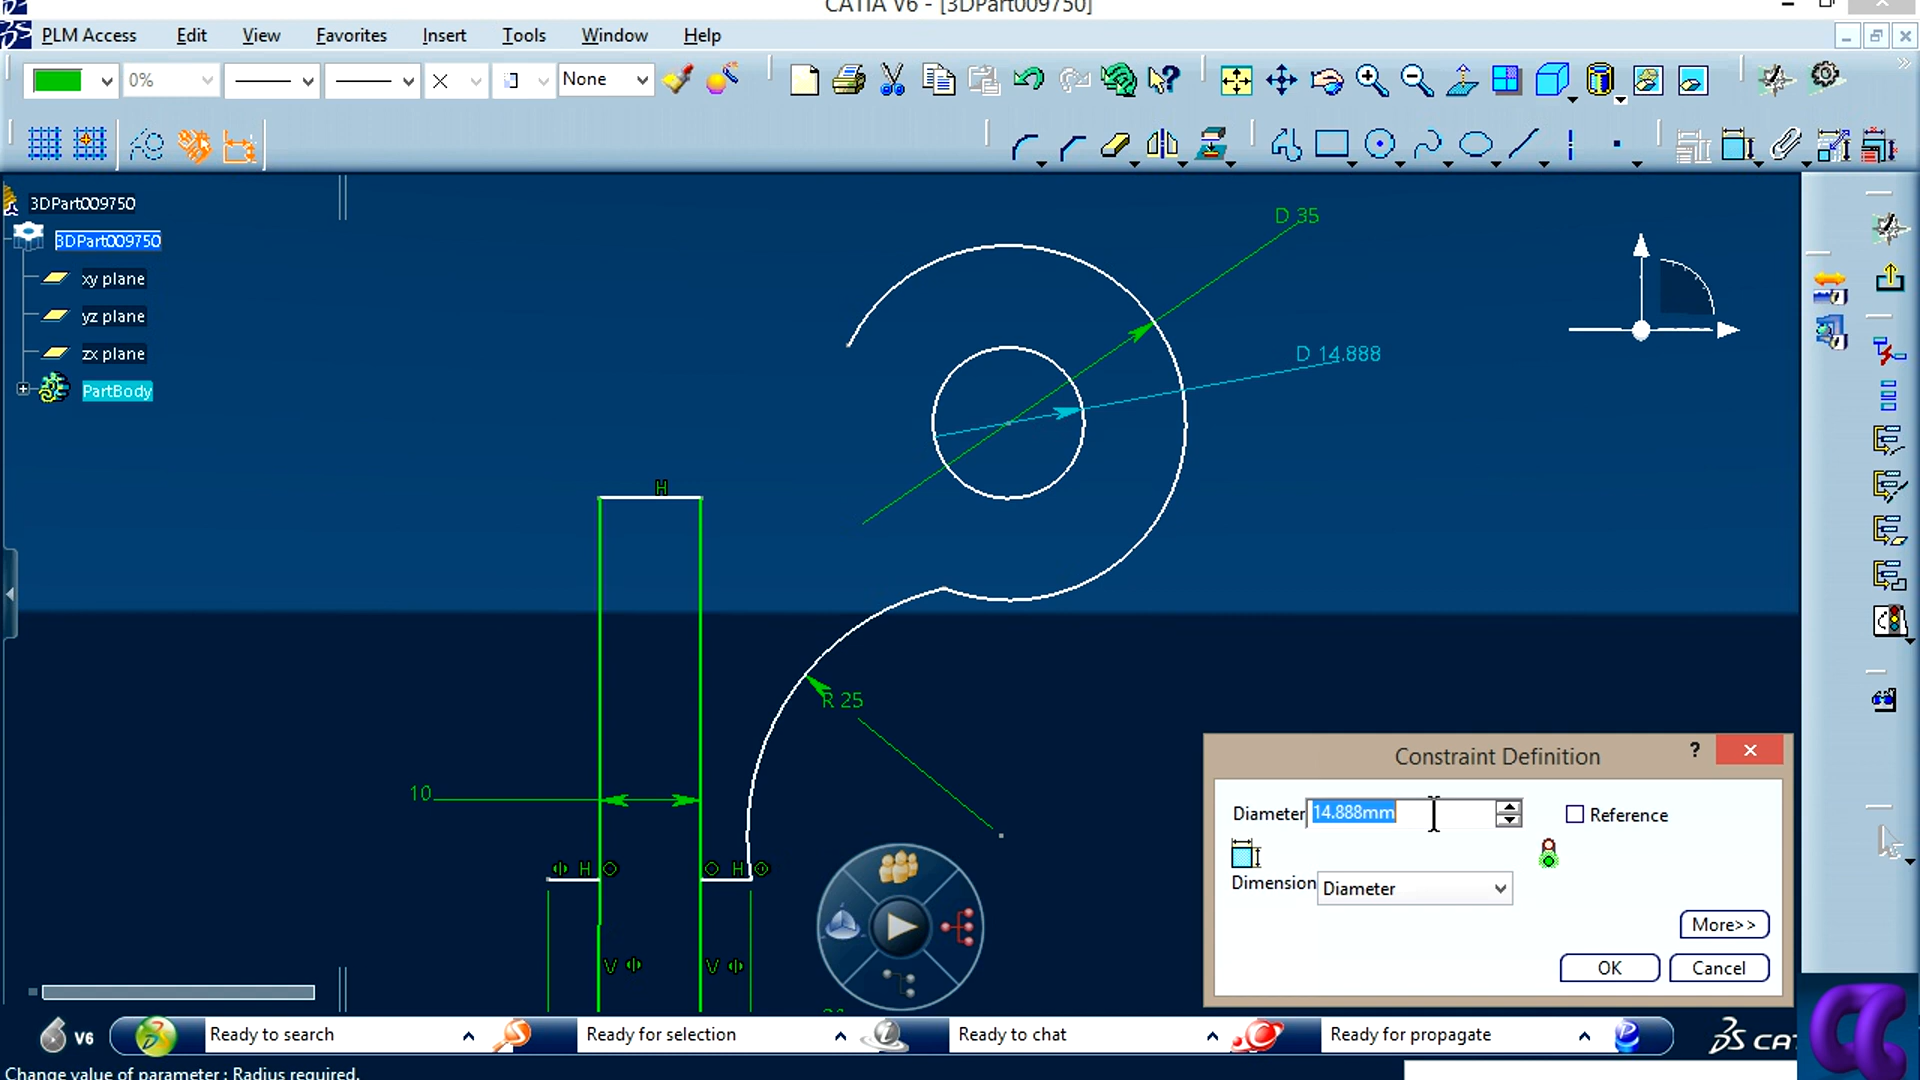 CATIA V6 - [3DPart009750]
PLM Access Edit View Favorites Insert Tools Window Help
0% None
3DPart009750
3DPart009750
xy plane
yz plane
zx plane
PartBody
D 35
D 14.888
H
R 25
10
H H
V V
Constraint Definition ?
Diameter 14.888mm Reference
Dimension Diameter
More>>
OK Cancel
V6 Ready to search Ready for selection Ready to chat Ready for propagate
Change value of parameter : Radius required.